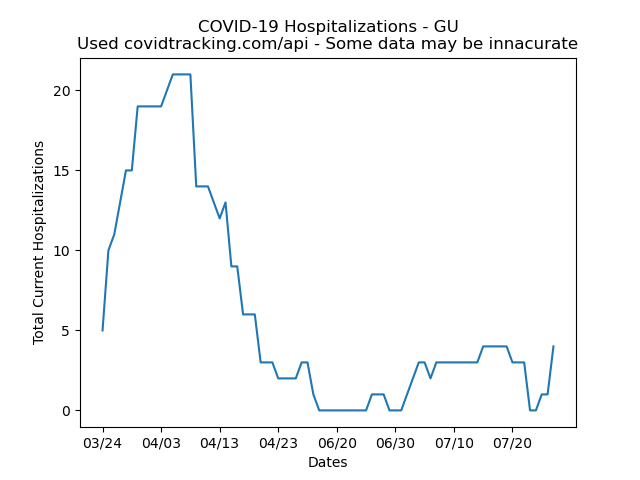 COVID-19 Hospitalizations - GU
Used covidtracking.com/api - Some data may be innacurate
20
15
10
5
0
Total Current Hospitalizations
03/24 04/03 04/13 04/23 06/20 06/30 07/10 07/20
Dates